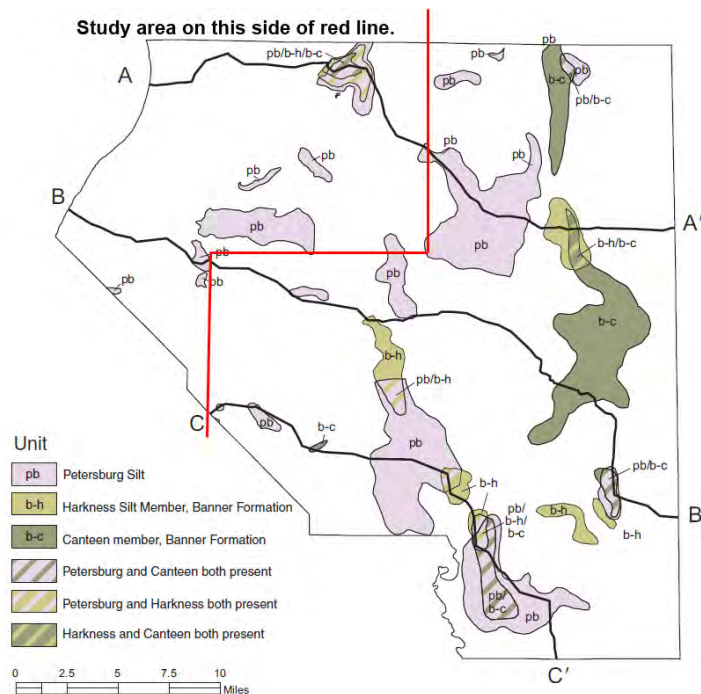 Study area on this side of red line.
pb/b-h/b-c
pb
pb
pb
b-c
pb
pb/b-c
A
pb
pb
pb
pb
B
pb
pb
A'
b-h/b-c
pb
pb
pb
pb
b-c
b-h
pb/b-h
C
b-c
pb
pb
Unit
pb Petersburg Silt
b-h Harkness Silt Member, Banner Formation
b-c Canteen member, Banner Formation
Petersburg and Canteen both present
Petersburg and Harkness both present
Harkness and Canteen both present
b-h
pb/b-c
pb/
b-h/
b-c
b-h
b-h
B
pb/
b-c
pb
C'
0 2.5 5 10
Miles